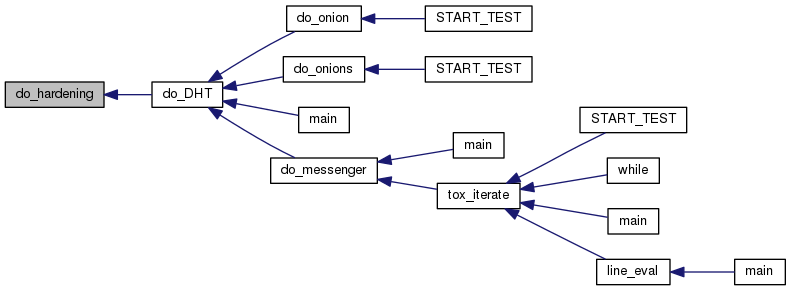 do_onion
START_TEST
do_onions
START_TEST
do_hardening
do_DHT
main
START_TEST
main
do_messenger
while
tox_iterate
main
line_eval
main